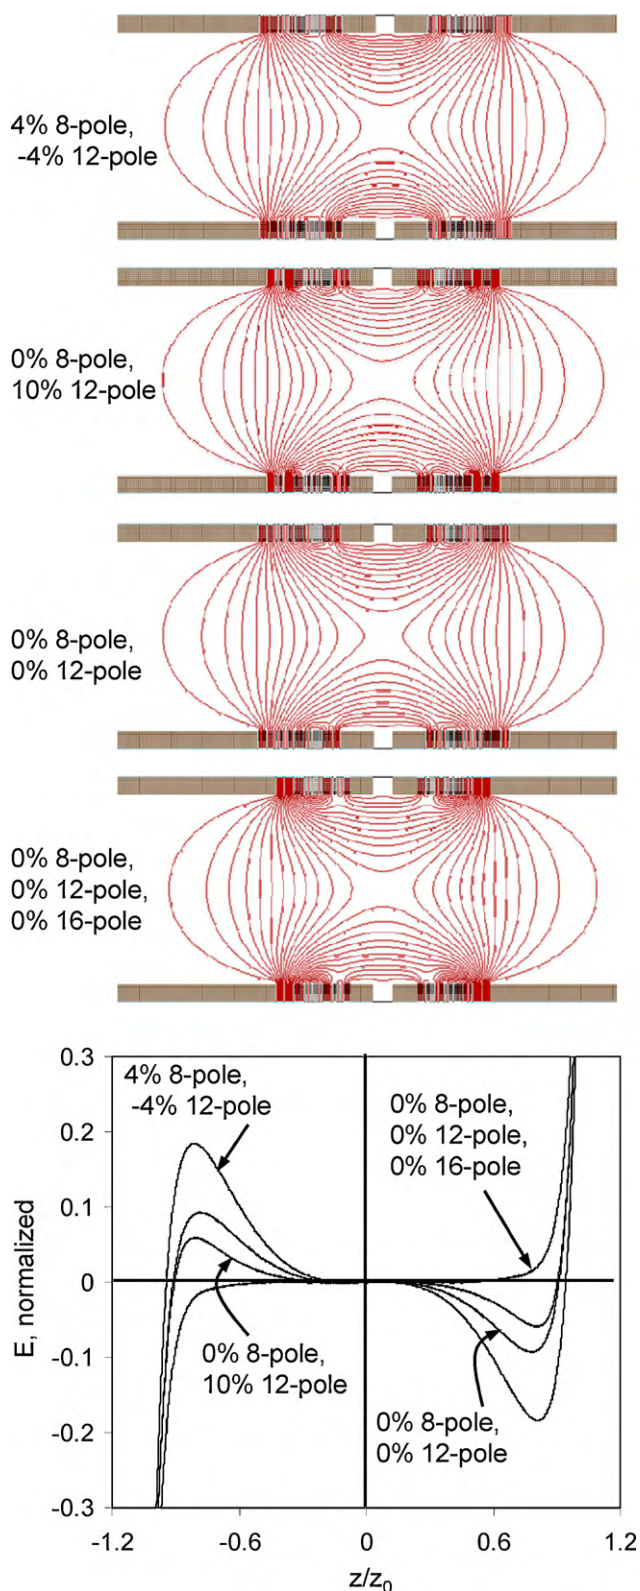 4% 8-pole,
-4% 12-pole
0% 8-pole,
10% 12-pole
0% 8-pole,
0% 12-pole
0% 8-pole,
0% 12-pole,
0% 16-pole
0.3
4% 8-pole,
-4% 12-pole
0% 8-pole,
0% 12-pole,
0% 16-pole
0.2
0.1
0
E, normalized
-0.1
0% 8-pole,
10% 12-pole
0% 8-pole,
0% 12-pole
-0.2
-0.3
-1.2
-0.6
0
0.6
1.2
z/z₀